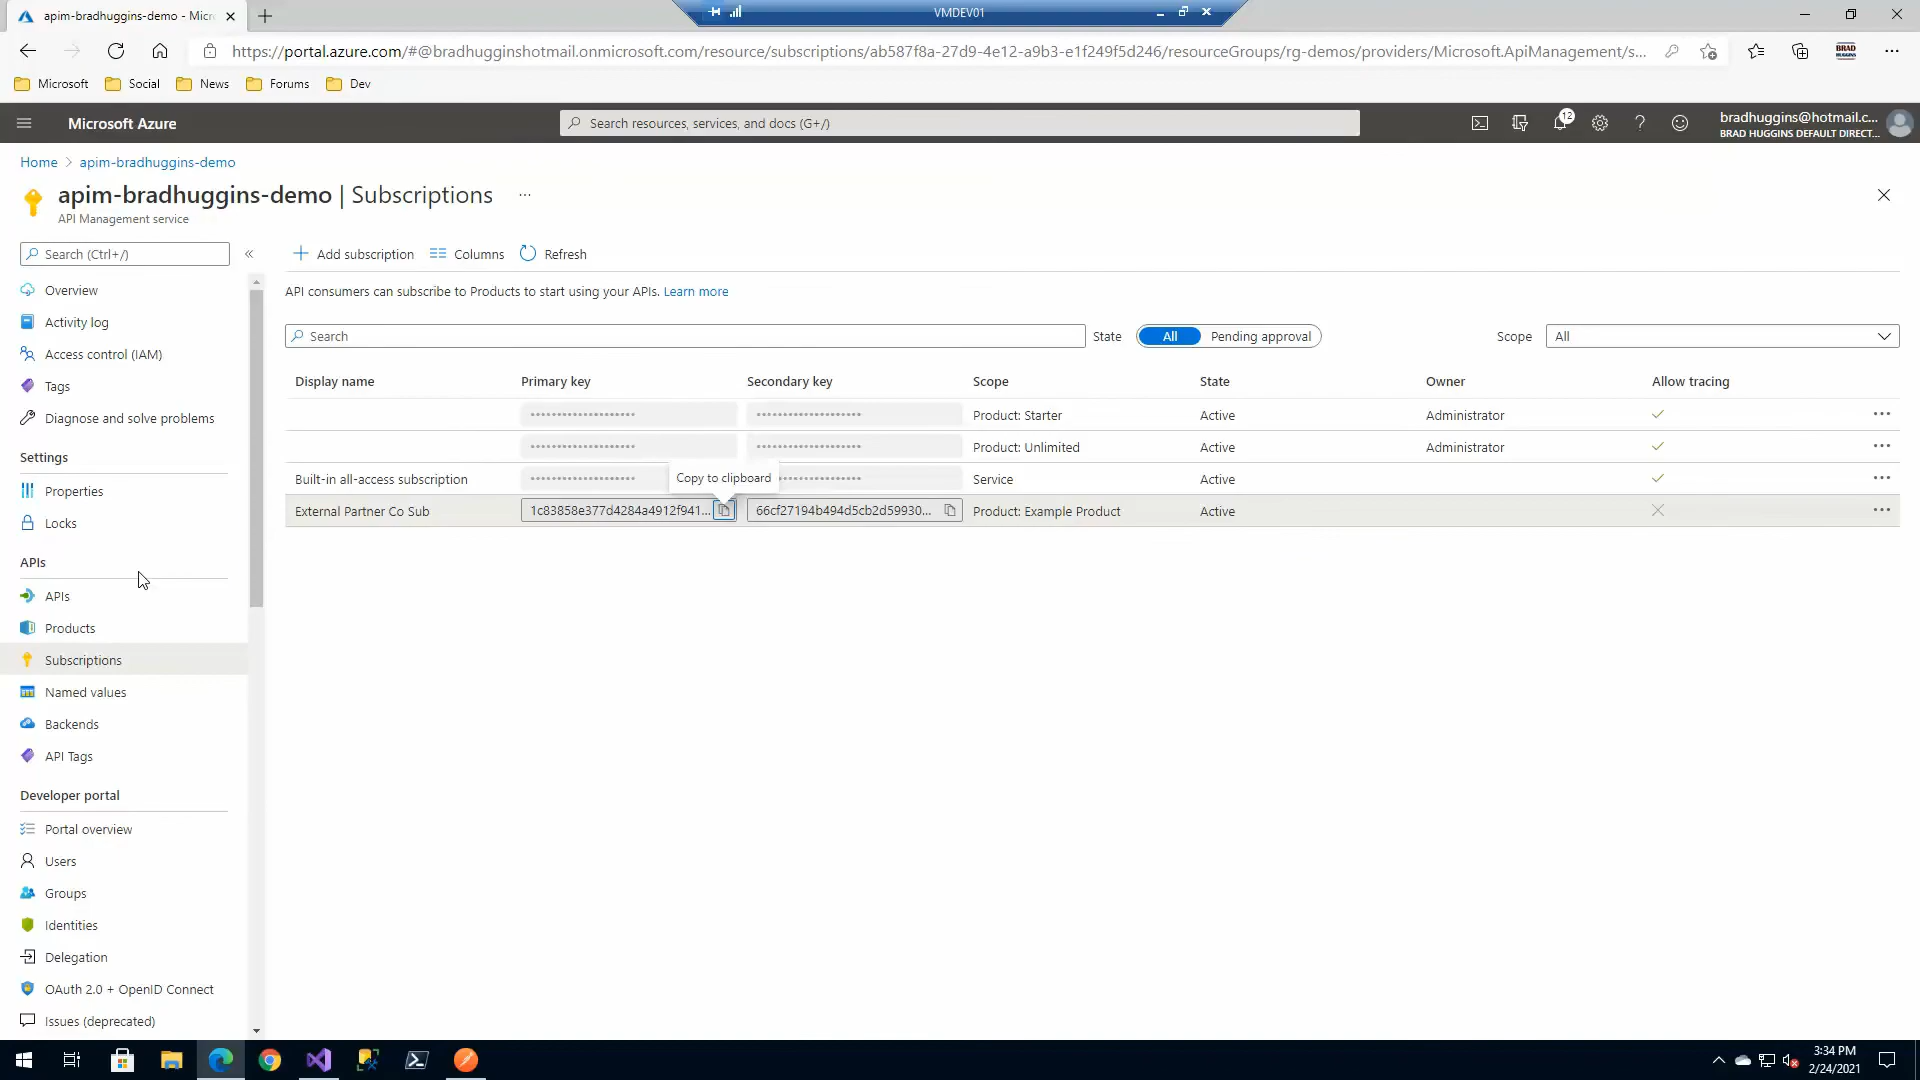 apim-bradhuggins-demo - Micr
VMDEV01
https://portal.azure.com/#@bradhugginshotmail.onmicrosoft.com/resource/subscriptions/ab587f8a-27d9-4e12-a9b3-e1f249f5d246/resourceGroups/rg-demos/providers/Microsoft.ApiManagement/s...
BRAD HUGGINS
Microsoft Social News Forums Dev
Microsoft Azure
Search resources, services, and docs (G+/)
12
bradhuggins@hotmail.c...
BRAD HUGGINS DEFAULT DIRECT...
Home > apim-bradhuggins-demo
apim-bradhuggins-demo | Subscriptions ...
API Management service
Search (Ctrl+/)
«
Overview
Activity log
Access control (IAM)
Tags
Diagnose and solve problems
Settings
Properties
Locks
APIs
APIs
Products
Subscriptions
Named values
Backends
API Tags
Developer portal
Portal overview
Users
Groups
Identities
Delegation
OAuth 2.0 + OpenID Connect
Issues (deprecated)
Add subscription Columns Refresh
API consumers can subscribe to Products to start using your APIs. Learn more
Search State All Pending approval Scope All
Display name Primary key Secondary key Scope State Owner Allow tracing
•••••••••••••••••••• •••••••••••••••••••• Product: Starter Active Administrator
•••••••••••••••••••• •••••••••••••••••••• Product: Unlimited Active Administrator
Copy to clipboard
Built-in all-access subscription •••••••••••••••••••• •••••••••••••••••••• Service Active
External Partner Co Sub 1c83858e377d4284a4912f941... 66cf27194b494d5cb2d59930... Product: Example Product Active
3:34 PM
2/24/2021